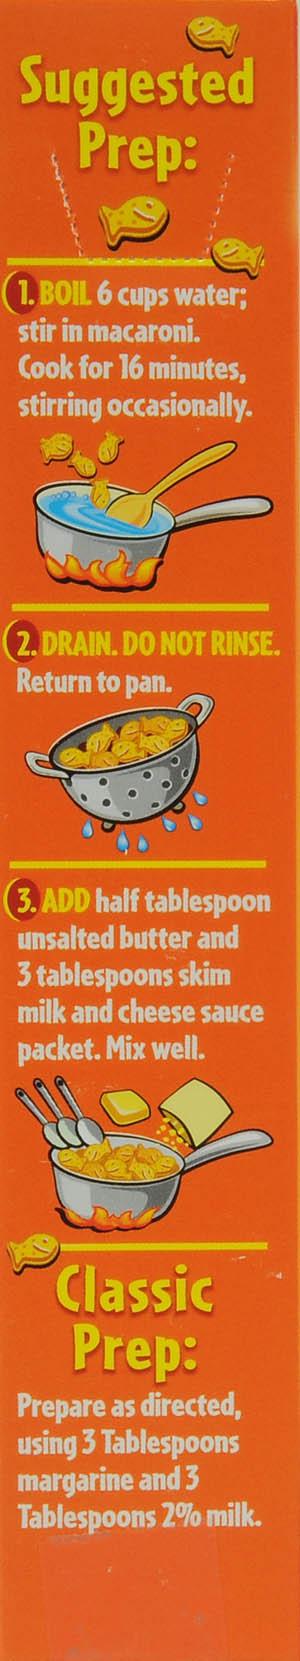 Suggested
Prep:
1. BOIL 6 cups water;
stir in macaroni.
Cook for 16 minutes,
stirring occasionally.
2. DRAIN. DO NOT RINSE.
Return to pan.
3. ADD half tablespoon
unsalted butter and
3 tablespoons skim
milk and cheese sauce
packet. Mix well.
Classic
Prep:
Prepare as directed,
using 3 Tablespoons
margarine and 3
Tablespoons 2% milk.